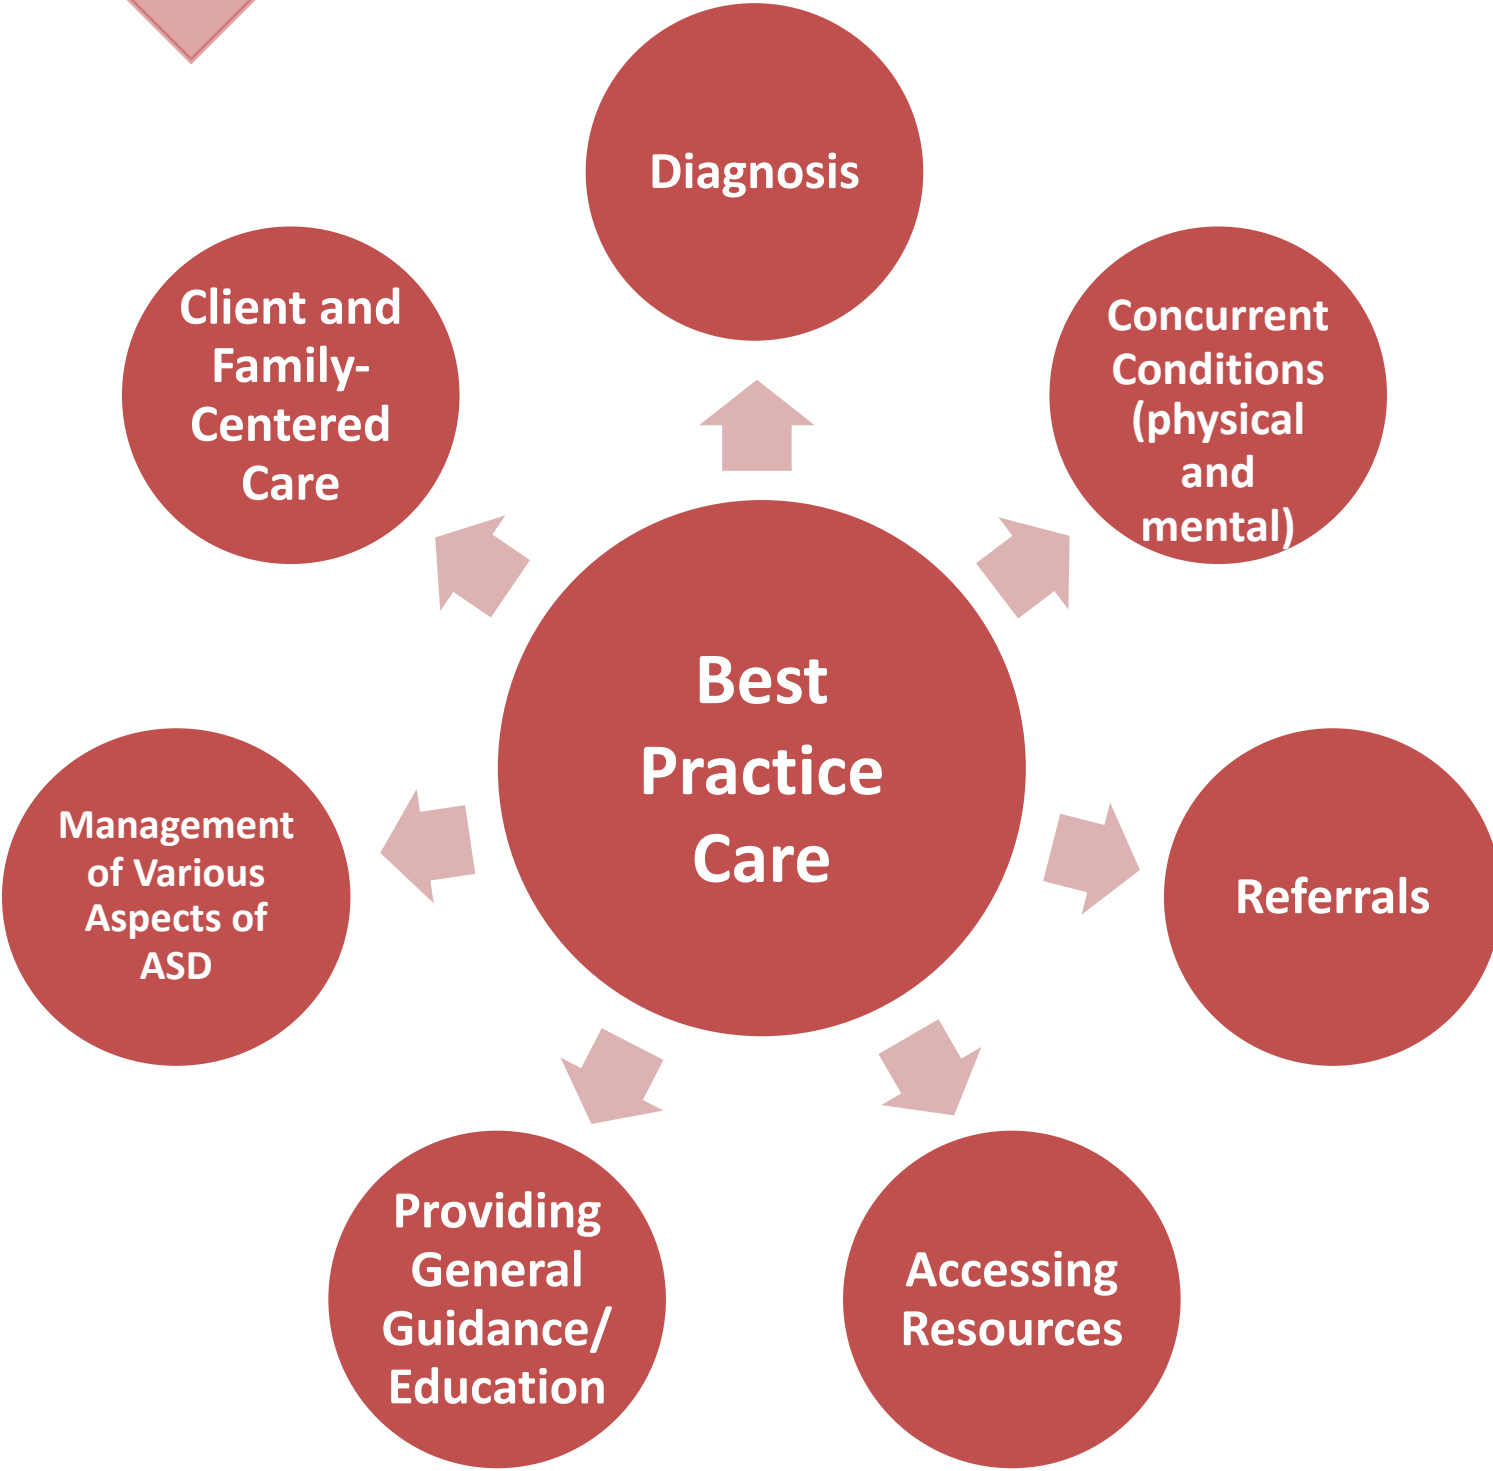 Diagnosis
Client and
Family-
Centered
Care
Concurrent
Conditions
(physical
and
mental)
Best
Practice
Care
Management
of Various
Aspects of
ASD
Referrals
Providing
General
Guidance/
Education
Accessing
Resources